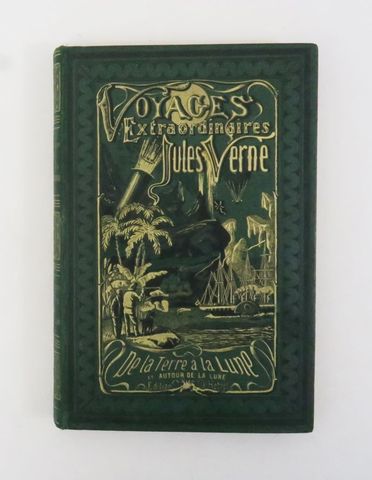 VOYAGES
Extraordinaires
Jules Verne
De la Terre à la Lune
ET AUTOUR DE LA LUNE